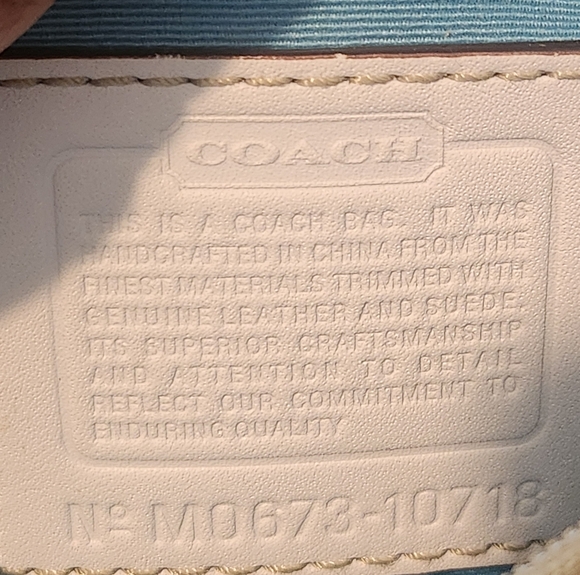 COACH
THIS IS A COACH BAG. IT WAS
HANDCRAFTED IN CHINA FROM THE
FINEST MATERIALS TRIMMED WITH
GENUINE LEATHER AND SUEDE.
ITS SUPERIOR CRAFTSMANSHIP
AND ATTENTION TO DETAIL
REFLECT OUR COMMITMENT TO
ENDURING QUALITY
Nº M0673-10718